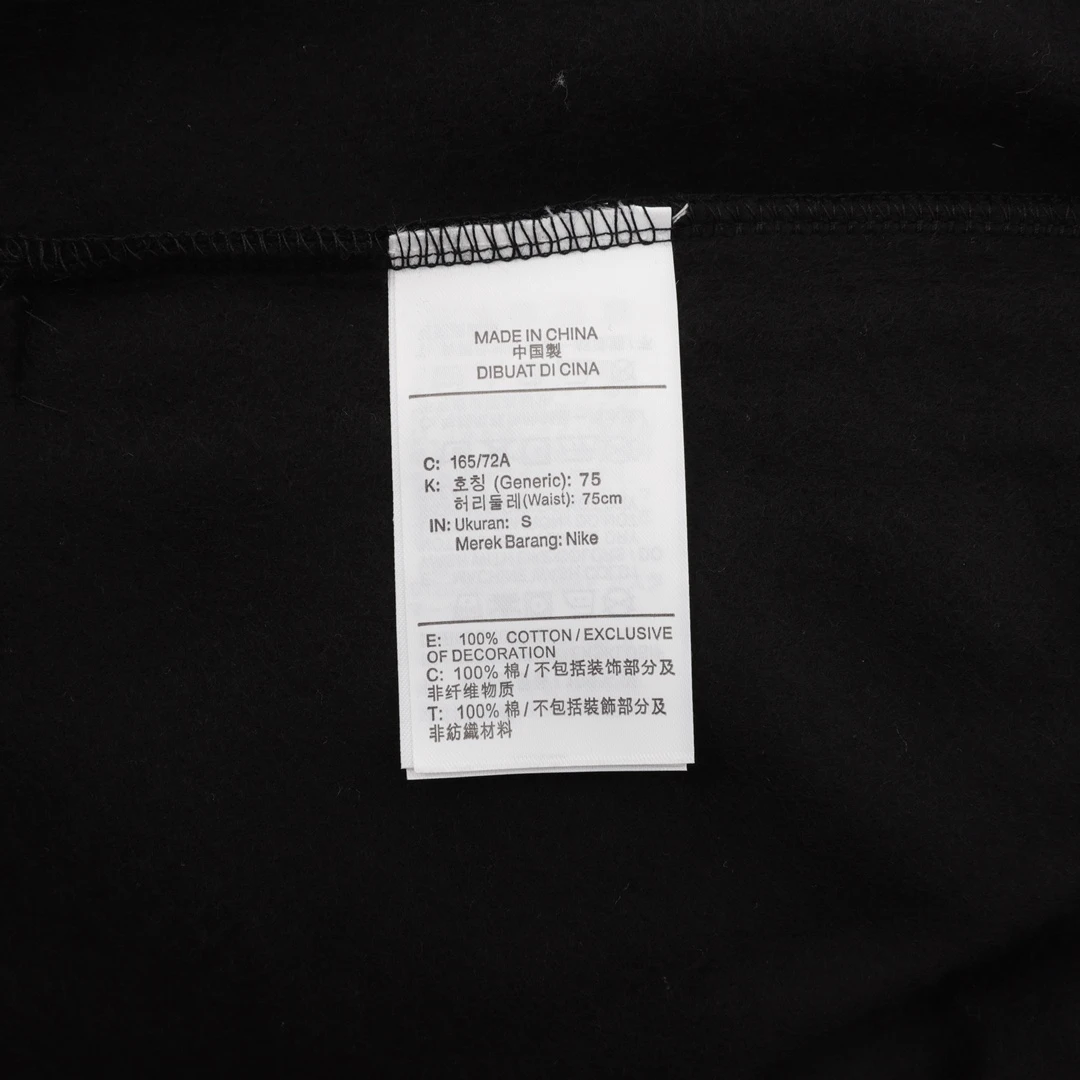 MADE IN CHINA
中国製
DIBUAT DI CINA
C: 165/72A
K: 호칭 (Generic): 75
허리둘레(Waist): 75cm
IN: Ukuran: S
Merek Barang: Nike
E: 100% COTTON / EXCLUSIVE
OF DECORATION
C: 100% 棉 / 不包括装饰部分及
非纤维物质
T: 100% 棉 / 不包括裝飾部分及
非紡織材料